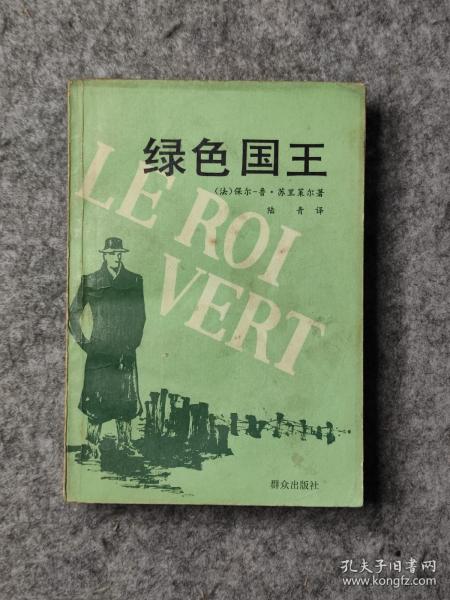 绿色国王
(法)保尔-鲁·苏里策尔著
陆青译
LE ROI
VERT
群众出版社
孔夫子旧书网
www.kongfz.com